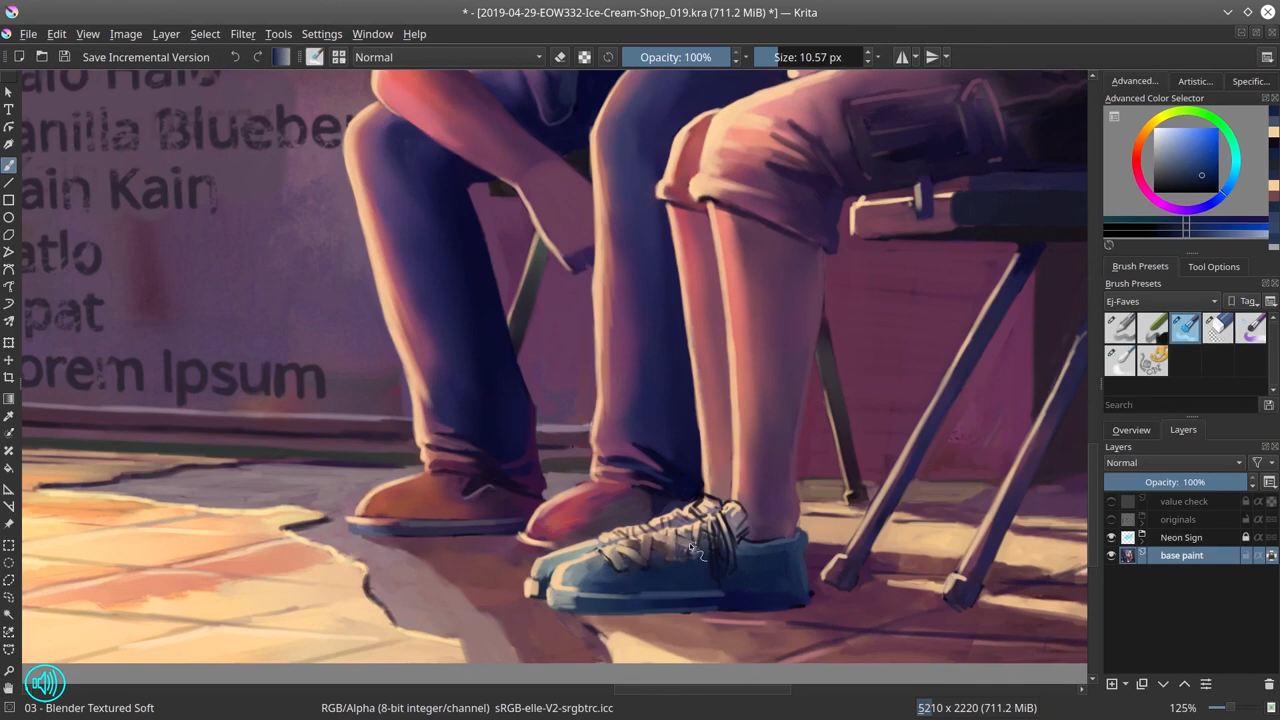 * - [2019-04-29-EOW332-Ice-Cream-Shop_019.kra (711.2 MiB) *] — Krita
File Edit View Image Layer Select Filter Tools Settings Window Help
Save Incremental Version Normal Opacity: 100% Size: 10.57 px
Advanced... Artistic... Specific...
Advanced Color Selector
alo Halo
anilla Blueber
ain Kain
atlo
pat
orem Ipsum
Brush Presets Tool Options
Brush Presets
Ej-Faves Tag
Search
Overview Layers
Layers
Normal
Opacity: 100%
value check
originals
Neon Sign
base paint
03 - Blender Textured Soft RGB/Alpha (8-bit integer/channel) sRGB-elle-V2-srgbtrc.icc 5210 x 2220 (711.2 MiB) 125%